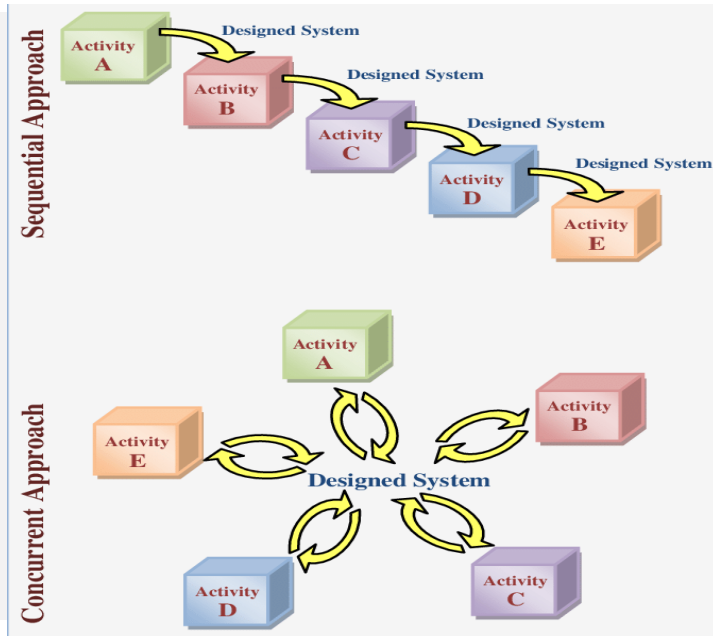 Sequential Approach
Activity
A
Designed System
Activity
B
Designed System
Activity
C
Designed System
Activity
D
Designed System
Activity
E
Concurrent Approach
Activity
A
Activity
B
Activity
E
Designed System
Activity
D
Activity
C